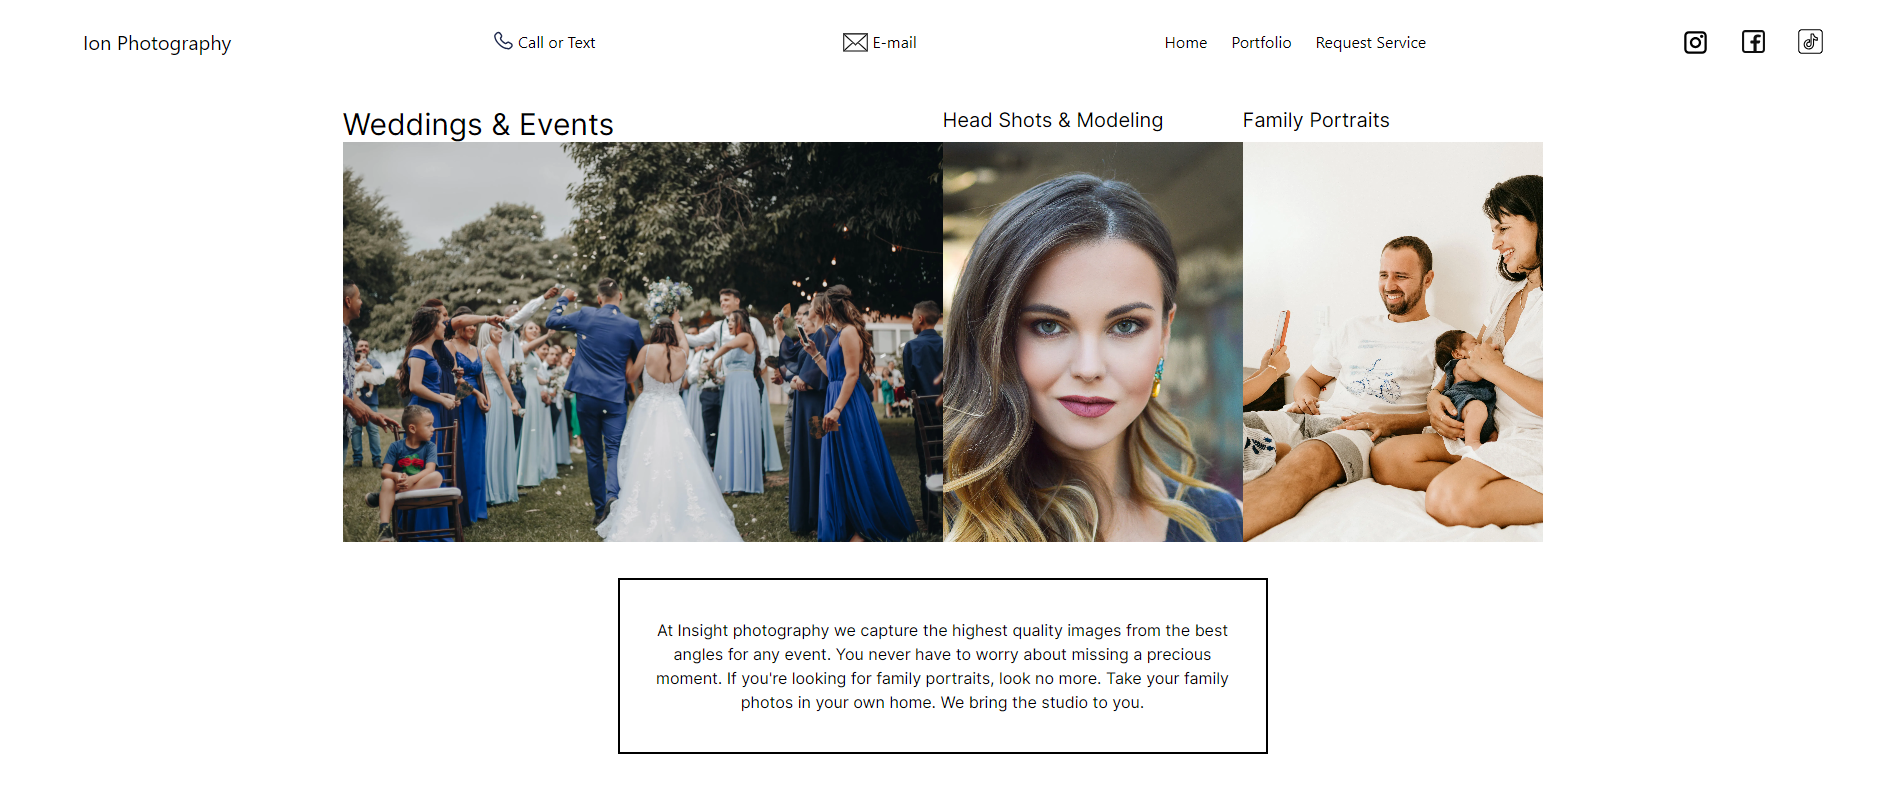 Ion Photography
Call or Text
E-mail
Home Portfolio Request Service
Weddings & Events
Head Shots & Modeling
Family Portraits
At Insight photography we capture the highest quality images from the best
angles for any event. You never have to worry about missing a precious
moment. If you're looking for family portraits, look no more. Take your family
photos in your own home. We bring the studio to you.